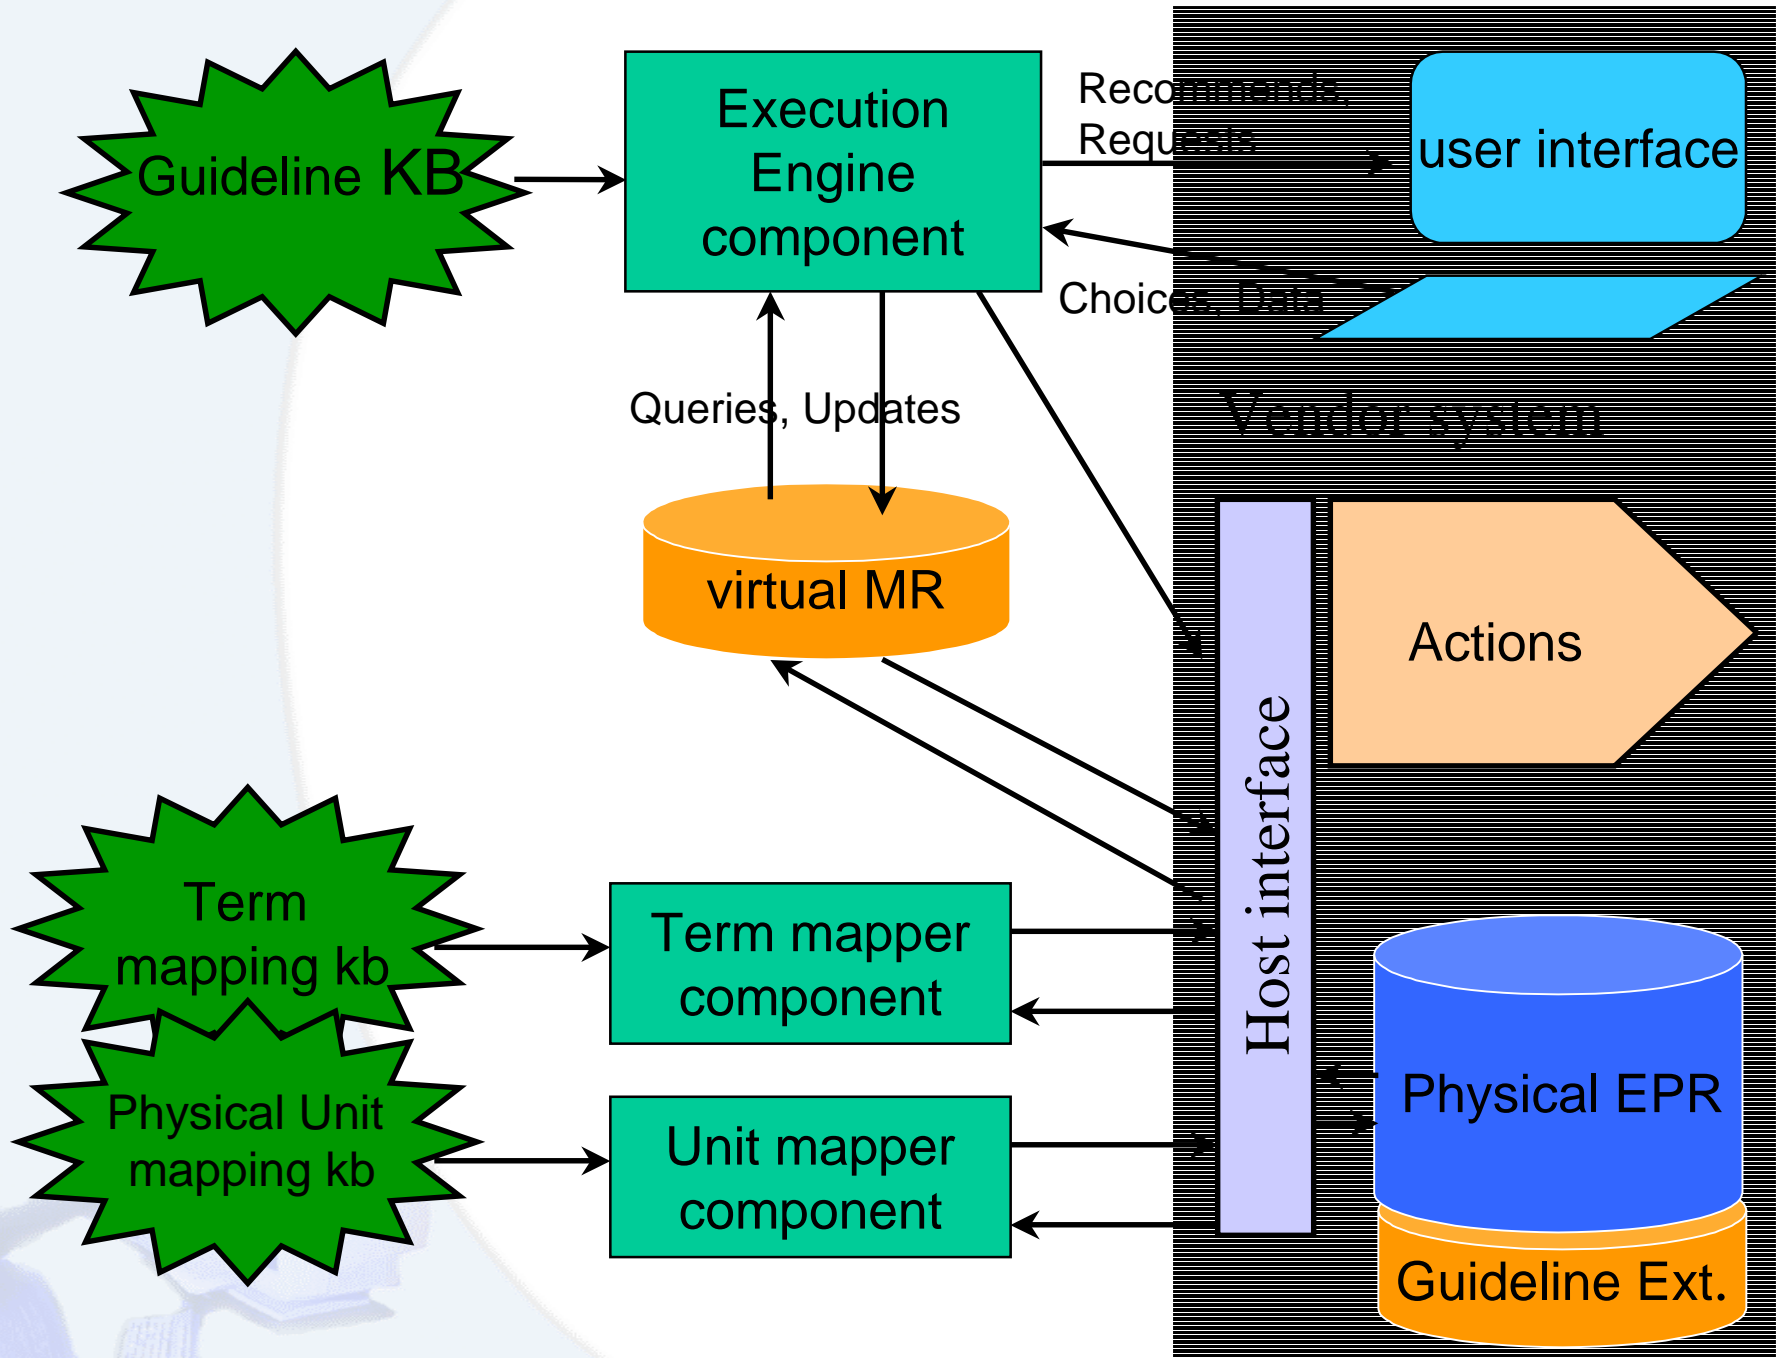 Guideline KB
Execution
Engine
component
Recommends,
Requests
user interface
Choices, Data
Queries, Updates
Vendor system
virtual MR
Actions
Host interface
Term
mapping kb
Term mapper
component
Physical EPR
Physical Unit
mapping kb
Unit mapper
component
Guideline Ext.